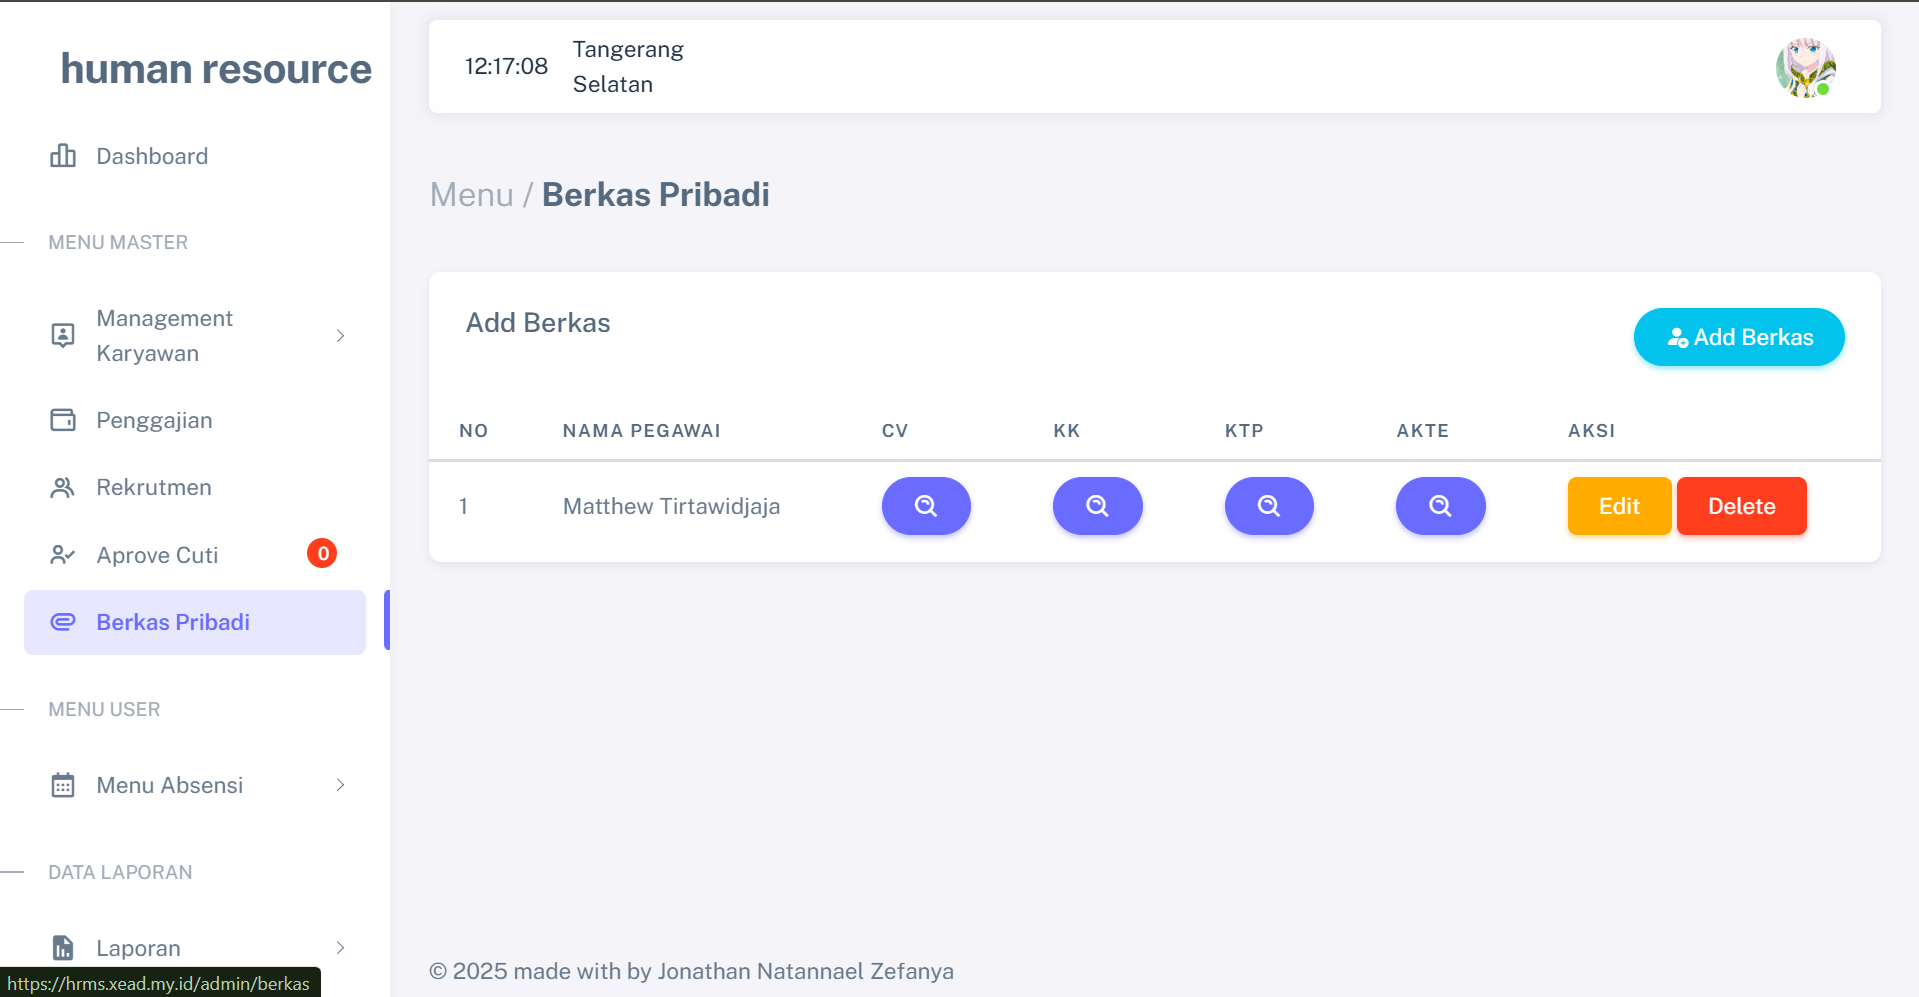 human resource
Dashboard
MENU MASTER
Management
Karyawan
Penggajian
Rekrutmen
Aprove Cuti
0
Berkas Pribadi
MENU USER
Menu Absensi
DATA LAPORAN
Laporan
https://hrms.xead.my.id/admin/berkas
12:17:08
Tangerang
Selatan
Menu / Berkas Pribadi
Add Berkas
Add Berkas
NO NAMA PEGAWAI CV KK KTP AKTE AKSI
1 Matthew Tirtawidjaja Edit Delete
© 2025 made with by Jonathan Natannael Zefanya